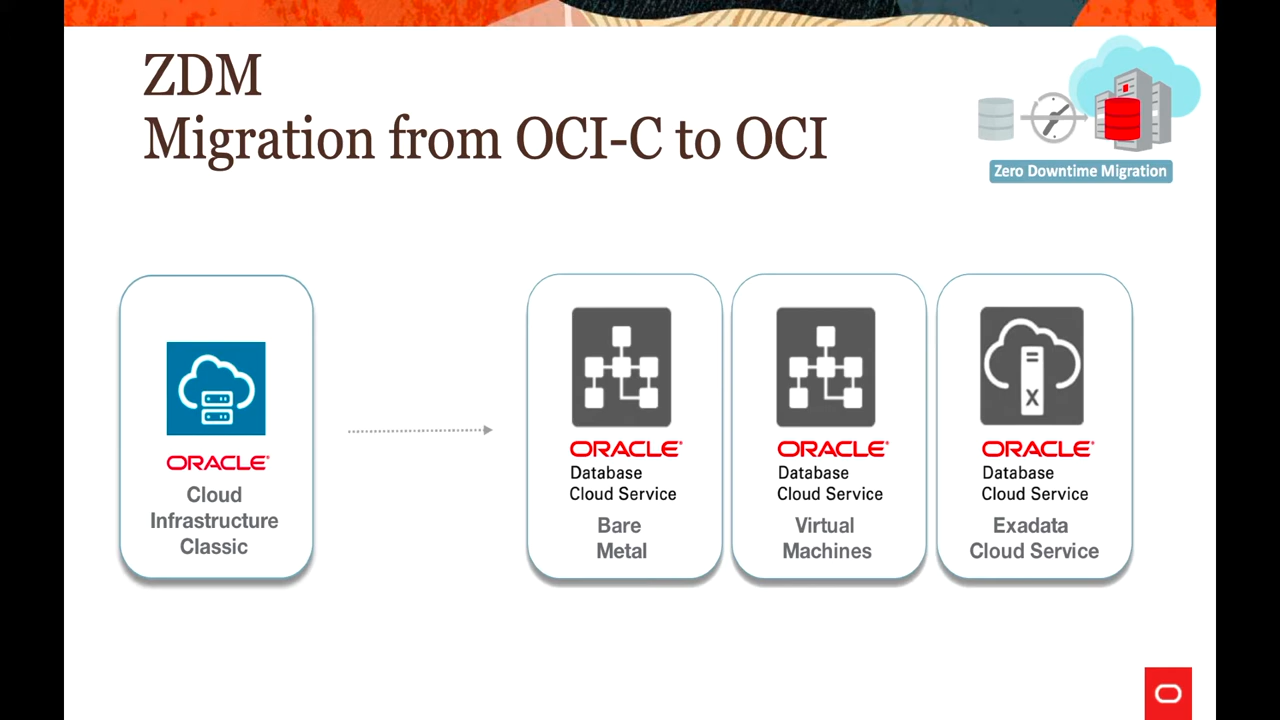 ZDM
Migration from OCI-C to OCI
Zero Downtime Migration
ORACLE
Cloud
Infrastructure
Classic
ORACLE
Database
Cloud Service
Bare
Metal
ORACLE
Database
Cloud Service
Virtual
Machines
X
ORACLE
Database
Cloud Service
Exadata
Cloud Service